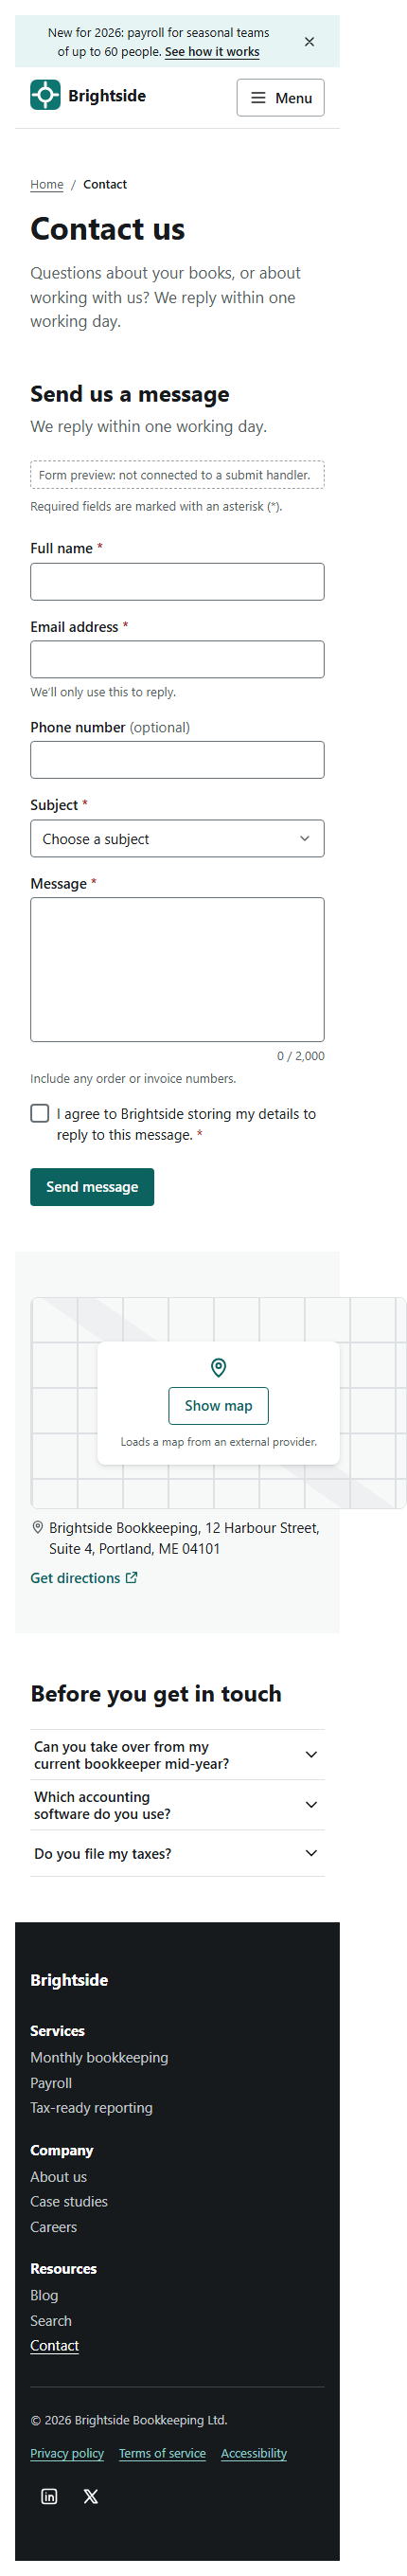 New for 2026: payroll for seasonal teams
of up to 60 people. See how it works
Brightside
Menu
Home / Contact
Contact us
Questions about your books, or about
working with us? We reply within one
working day.
Send us a message
We reply within one working day.
Form preview: not connected to a submit handler.
Required fields are marked with an asterisk (*).
Full name *
Email address *
We'll only use this to reply.
Phone number (optional)
Subject *
Choose a subject
Message *
0 / 2,000
Include any order or invoice numbers.
I agree to Brightside storing my details to
reply to this message. *
Send message
Show map
Loads a map from an external provider.
Brightside Bookkeeping, 12 Harbour Street,
Suite 4, Portland, ME 04101
Get directions
Before you get in touch
Can you take over from my
current bookkeeper mid-year?
Which accounting
software do you use?
Do you file my taxes?
Brightside
Services
Monthly bookkeeping
Payroll
Tax-ready reporting
Company
About us
Case studies
Careers
Resources
Blog
Search
Contact
© 2026 Brightside Bookkeeping Ltd.
Privacy policy Terms of service Accessibility